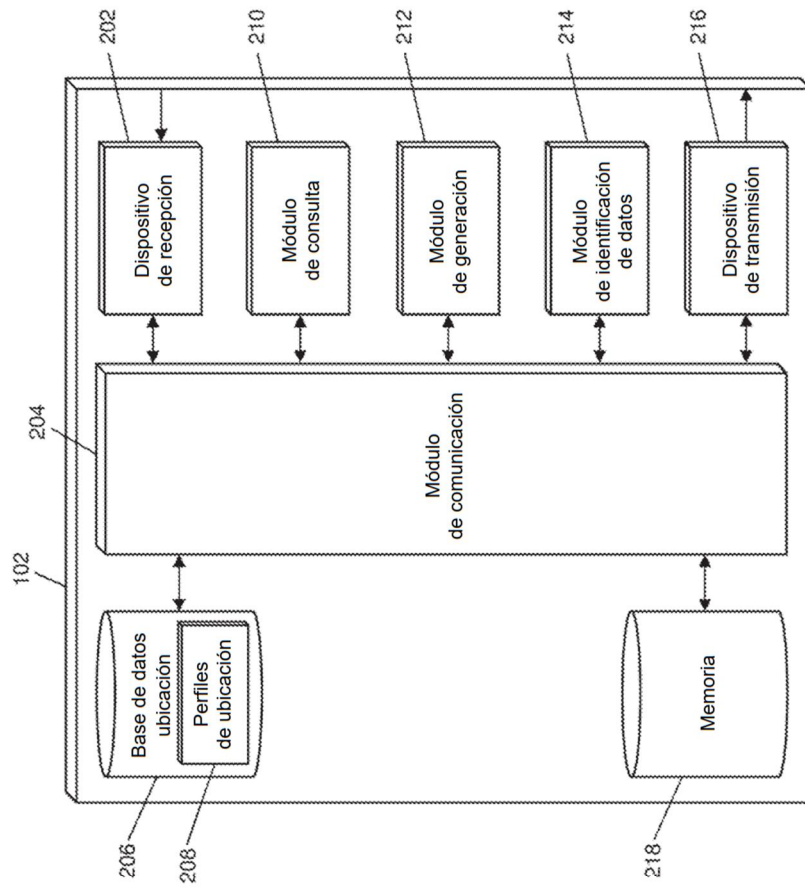 102
202
Dispositivo
de recepción
210
Módulo
de consulta
212
Módulo
de generación
214
Módulo
de identificación
de datos
216
Dispositivo
de transmisión
204
Módulo
de comunicación
206
Base de datos
ubicación
208
Perfiles
de ubicación
218
Memoria